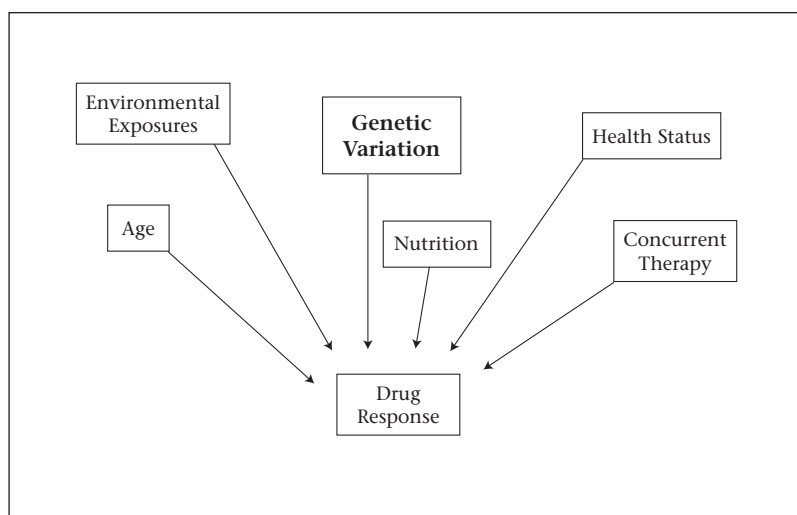 Environmental
Exposures
Genetic
Variation
Health Status
Age
Nutrition
Concurrent
Therapy
Drug
Response